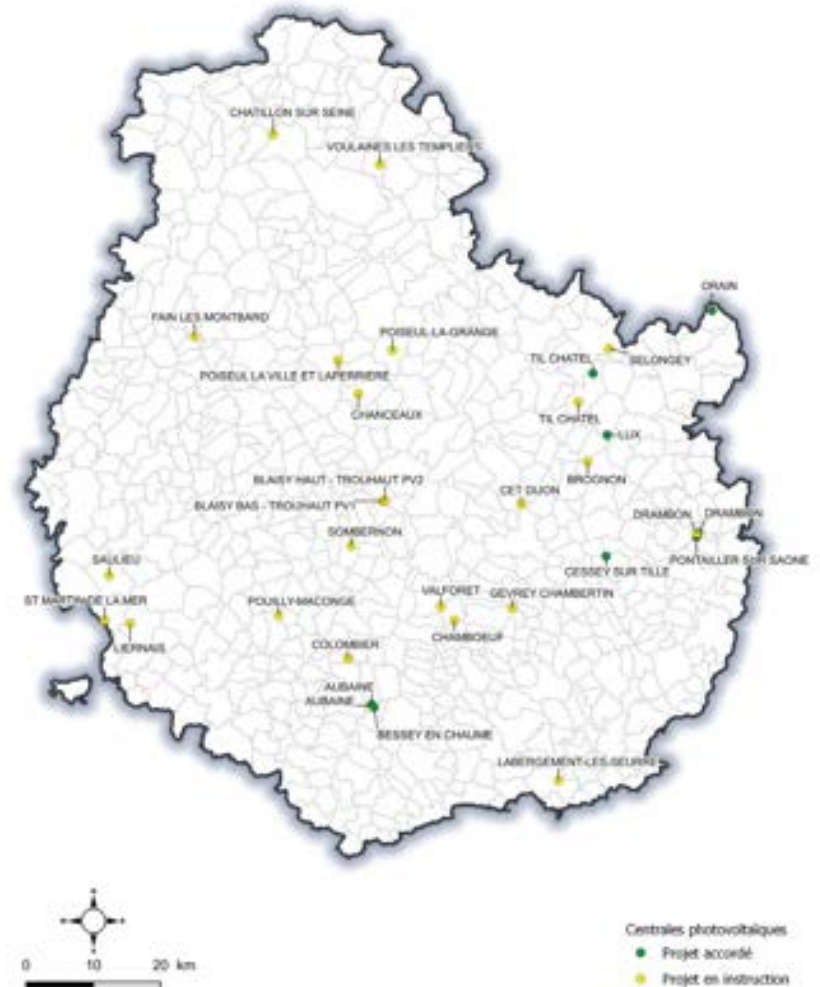 CHATILLON SUR SEINE
VOULAINES LES TEMPLIERS
ORAIN
FAIN LES MONTBARD
POISEUL-LA-GRANGE
TIL CHATEL
SELONGEY
POISEUL LA VILLE ET LAPERRIERE
CHANCEAUX
TIL CHATEL
LUX
BROGNON
BLAISY HAUT - TROUHAUT PV2
CET DIJON
BLAISY BAS - TROUHAUT PV1
DRAMBON
DRAMBON
SOMBERNON
PONTAILLER SUR SAONE
SAULIEU
CESSEY SUR TILLE
VALFORET
GEVREY CHAMBERTIN
ST MARTIN DE LA MER
POUILLY-MACONGE
CHAMBOEUF
LIERNAIS
COLOMBIER
AUBAINE
AUBAINE
BESSEY EN CHAUME
LABERGEMENT-LES-SEURRE
Centrales photovoltaïques
Projet accordé
Projet en instruction
0 10 20 km